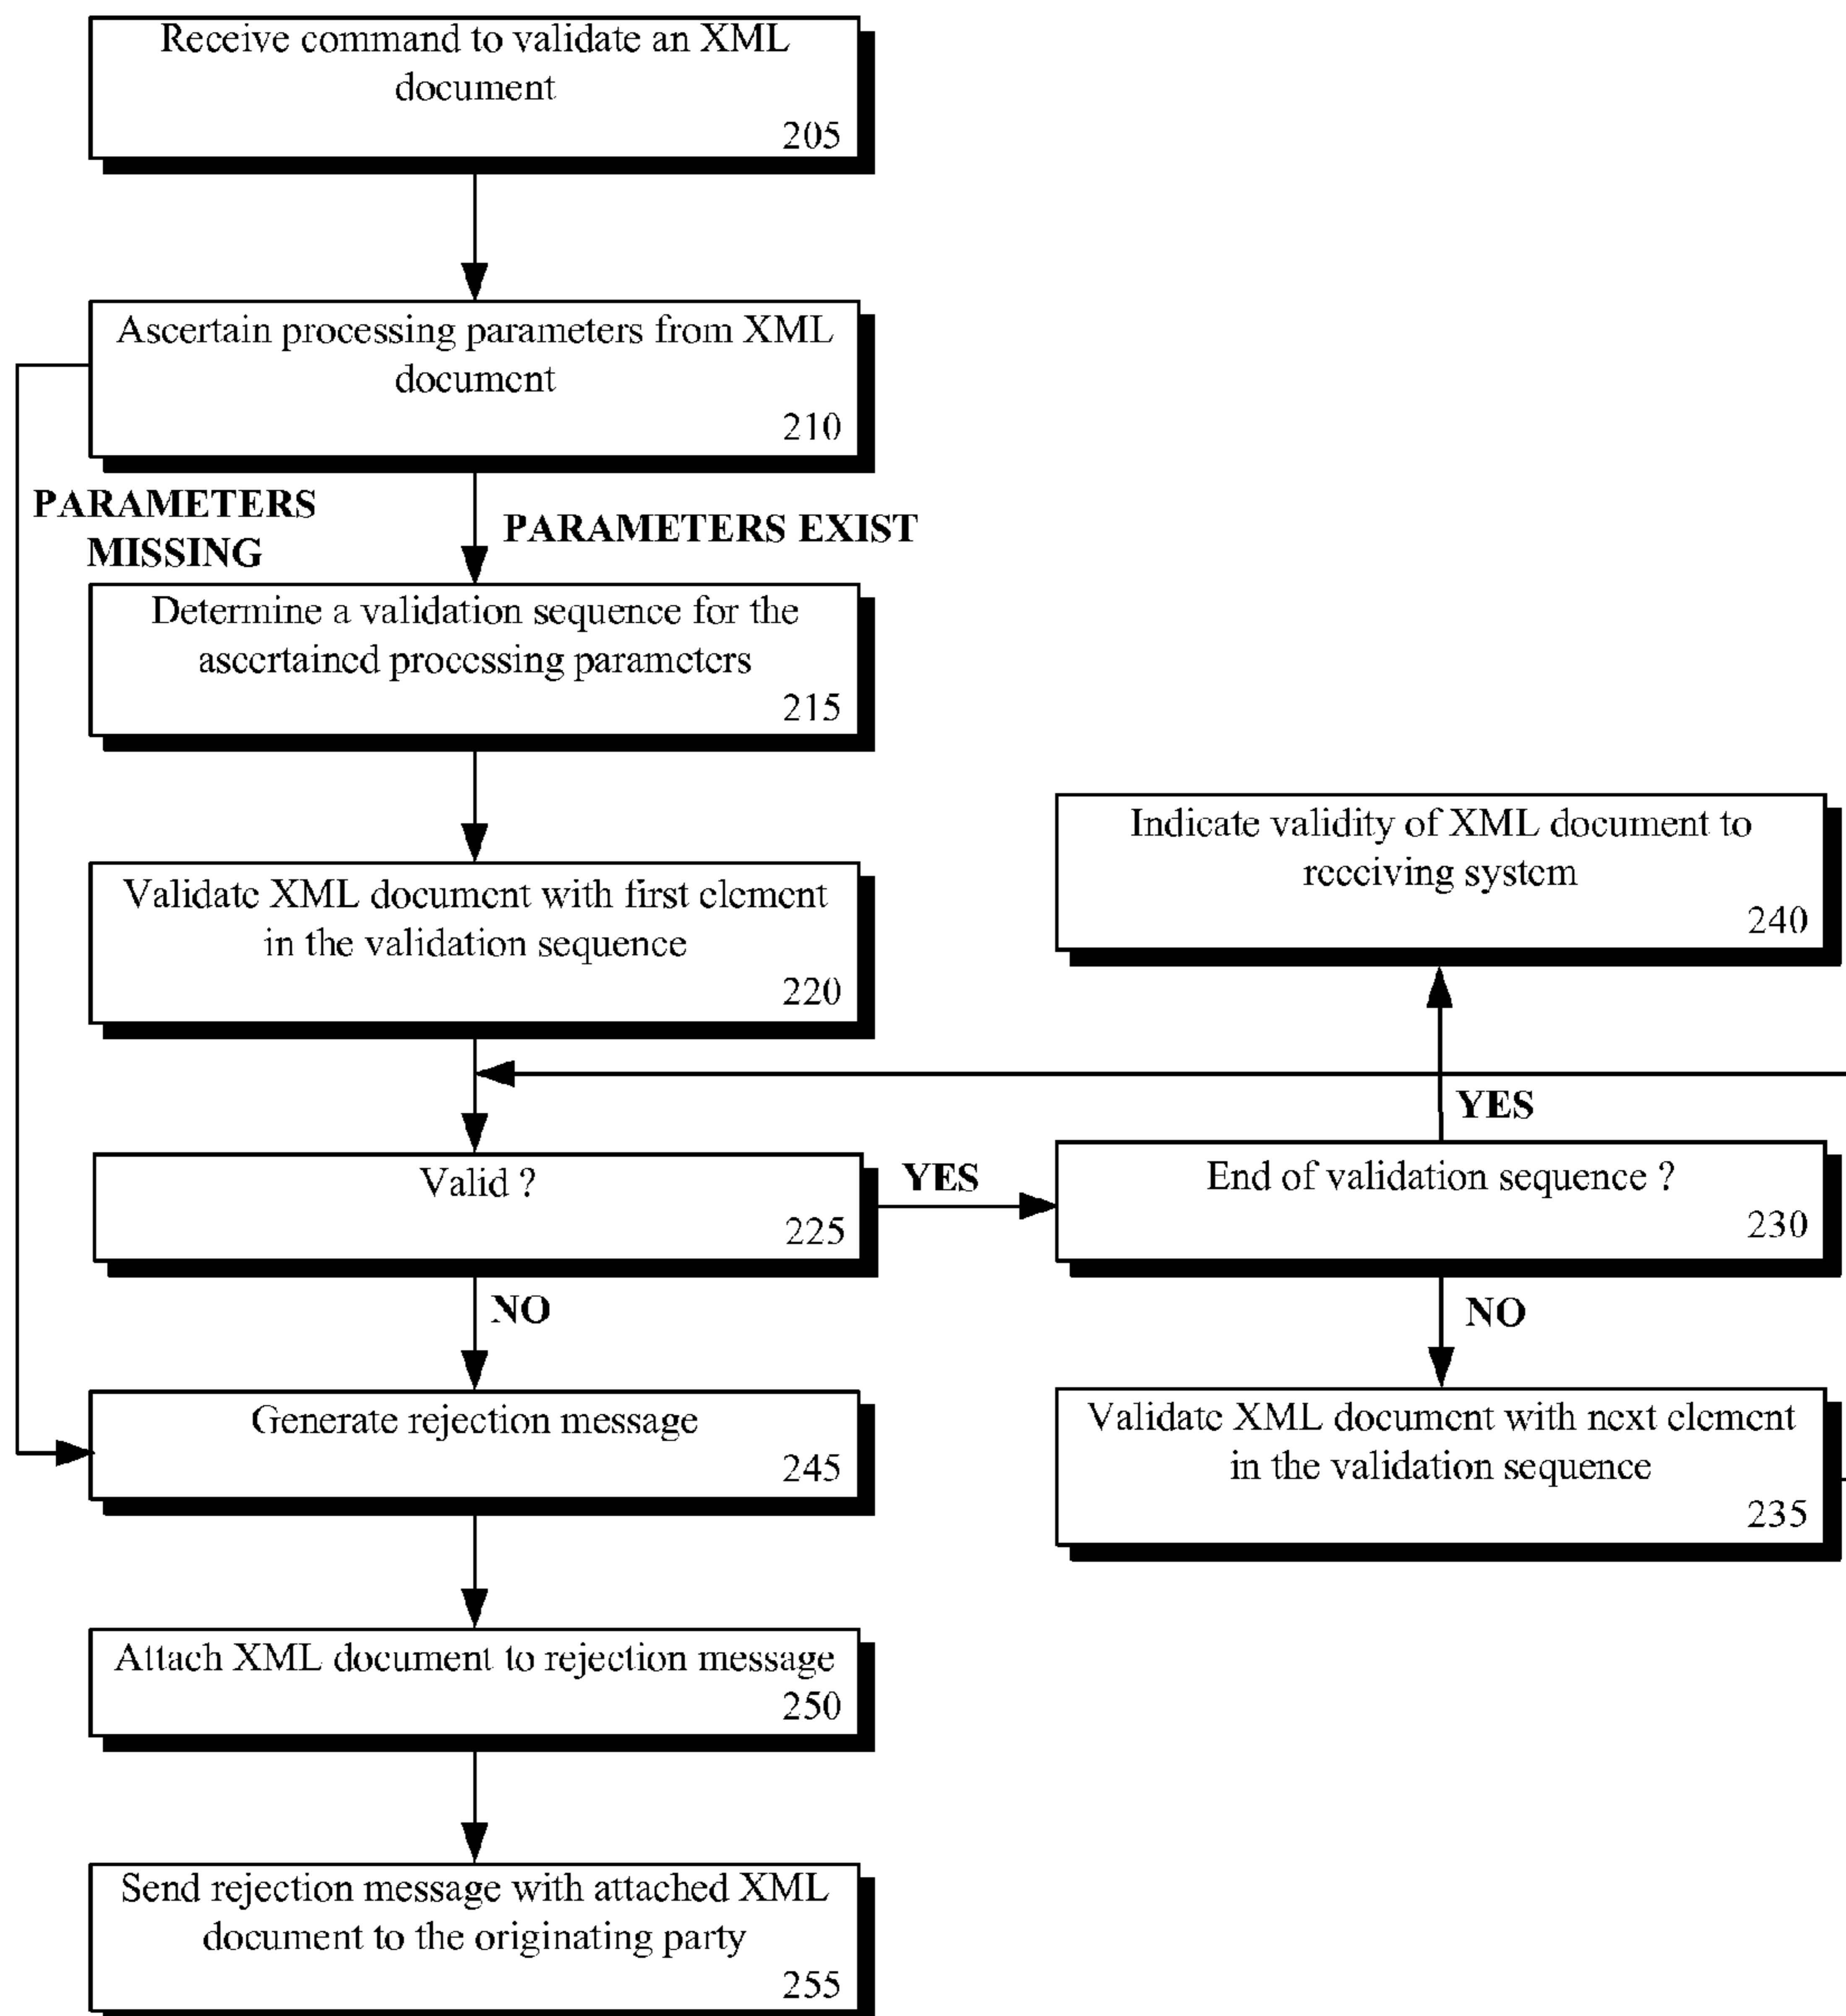 Receive command to validate an XML
document
205
Ascertain processing parameters from XML
document
210
PARAMETERS
MISSING
PARAMETERS EXIST
Determine a validation sequence for the
ascertained processing parameters
215
Validate XML document with first element
in the validation sequence
220
Indicate validity of XML document to
receiving system
240
YES
Valid ?
225
YES
End of validation sequence ?
230
NO
NO
Generate rejection message
245
Validate XML document with next element
in the validation sequence
235
Attach XML document to rejection message
250
Send rejection message with attached XML
document to the originating party
255